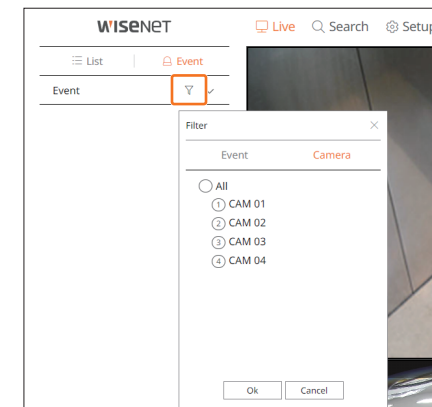 WISENET
Live Search Setup
List Event
Event
Filter
Event Camera
All
1 CAM 01
2 CAM 02
3 CAM 03
4 CAM 04
Ok Cancel